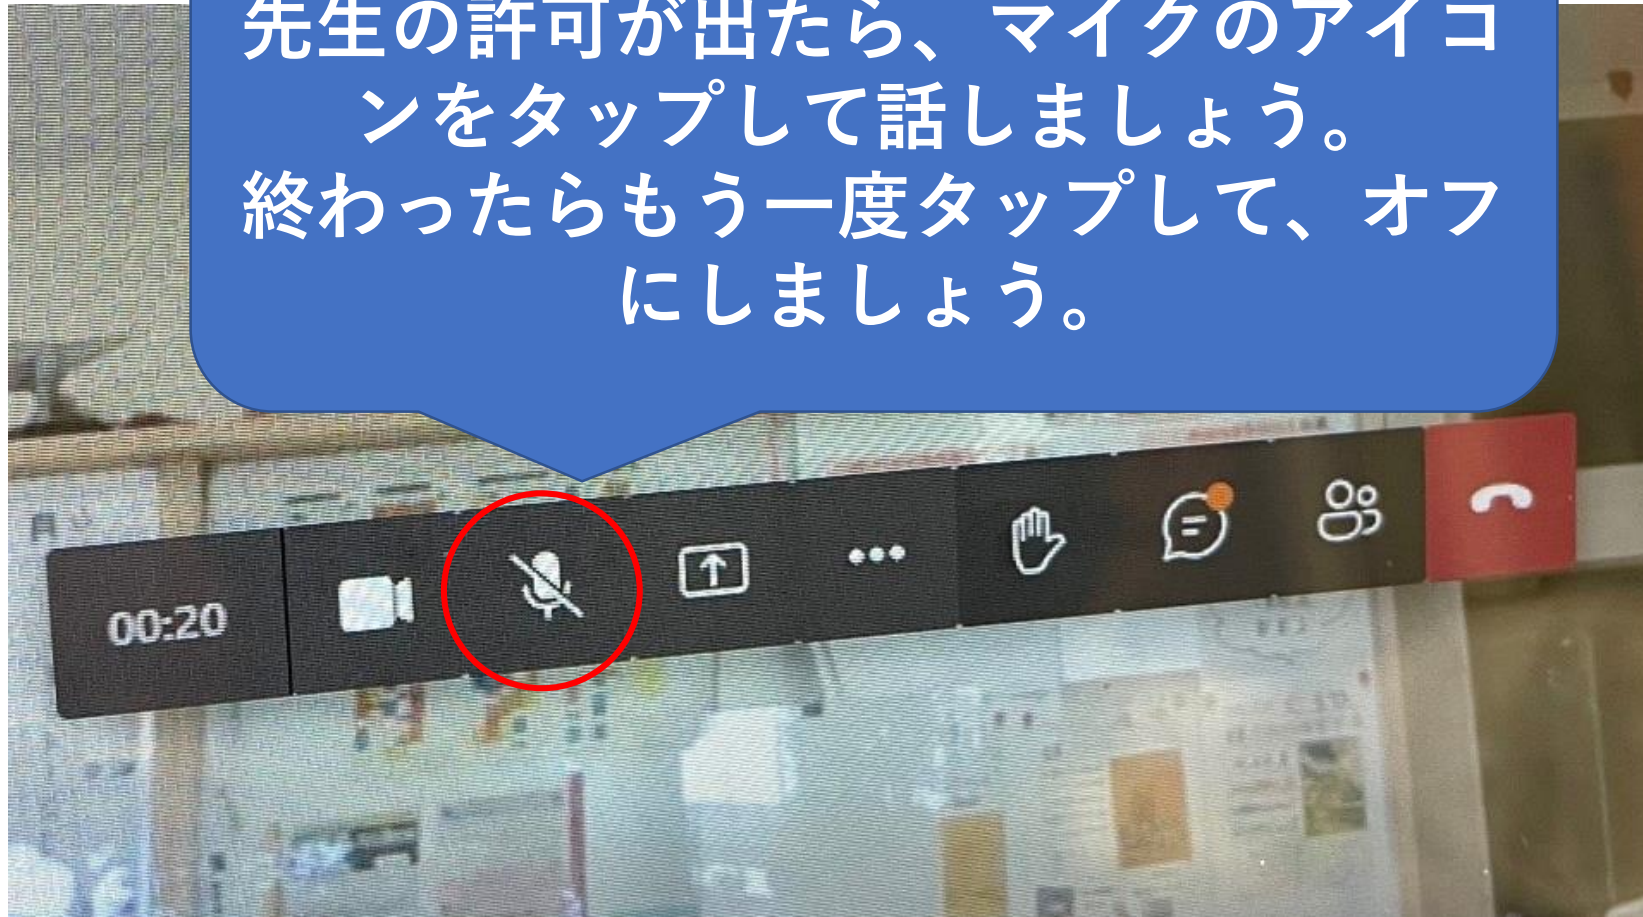 先生の許可が出たら、マイクのアイコ
ンをタップして話しましょう。
終わったらもう一度タップして、オフ
にしましょう。
00:20